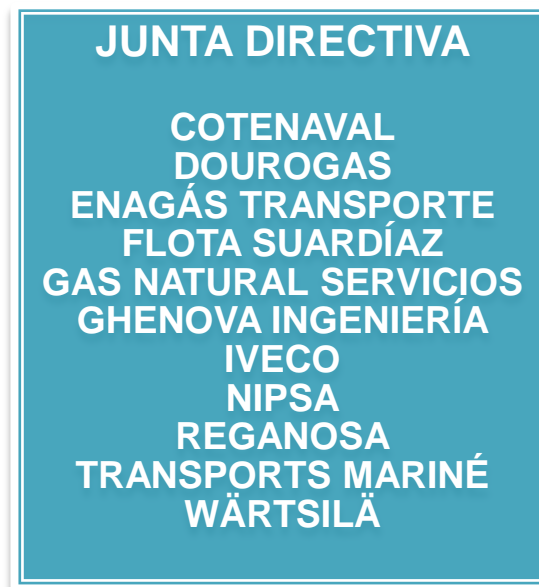 JUNTA DIRECTIVA
COTENAVAL
DOUROGAS
ENAGÁS TRANSPORTE
FLOTA SUARDÍAZ
GAS NATURAL SERVICIOS
GHENOVA INGENIERÍA
IVECO
NIPSA
REGANOSA
TRANSPORTS MARINÉ
WÄRTSILÄ